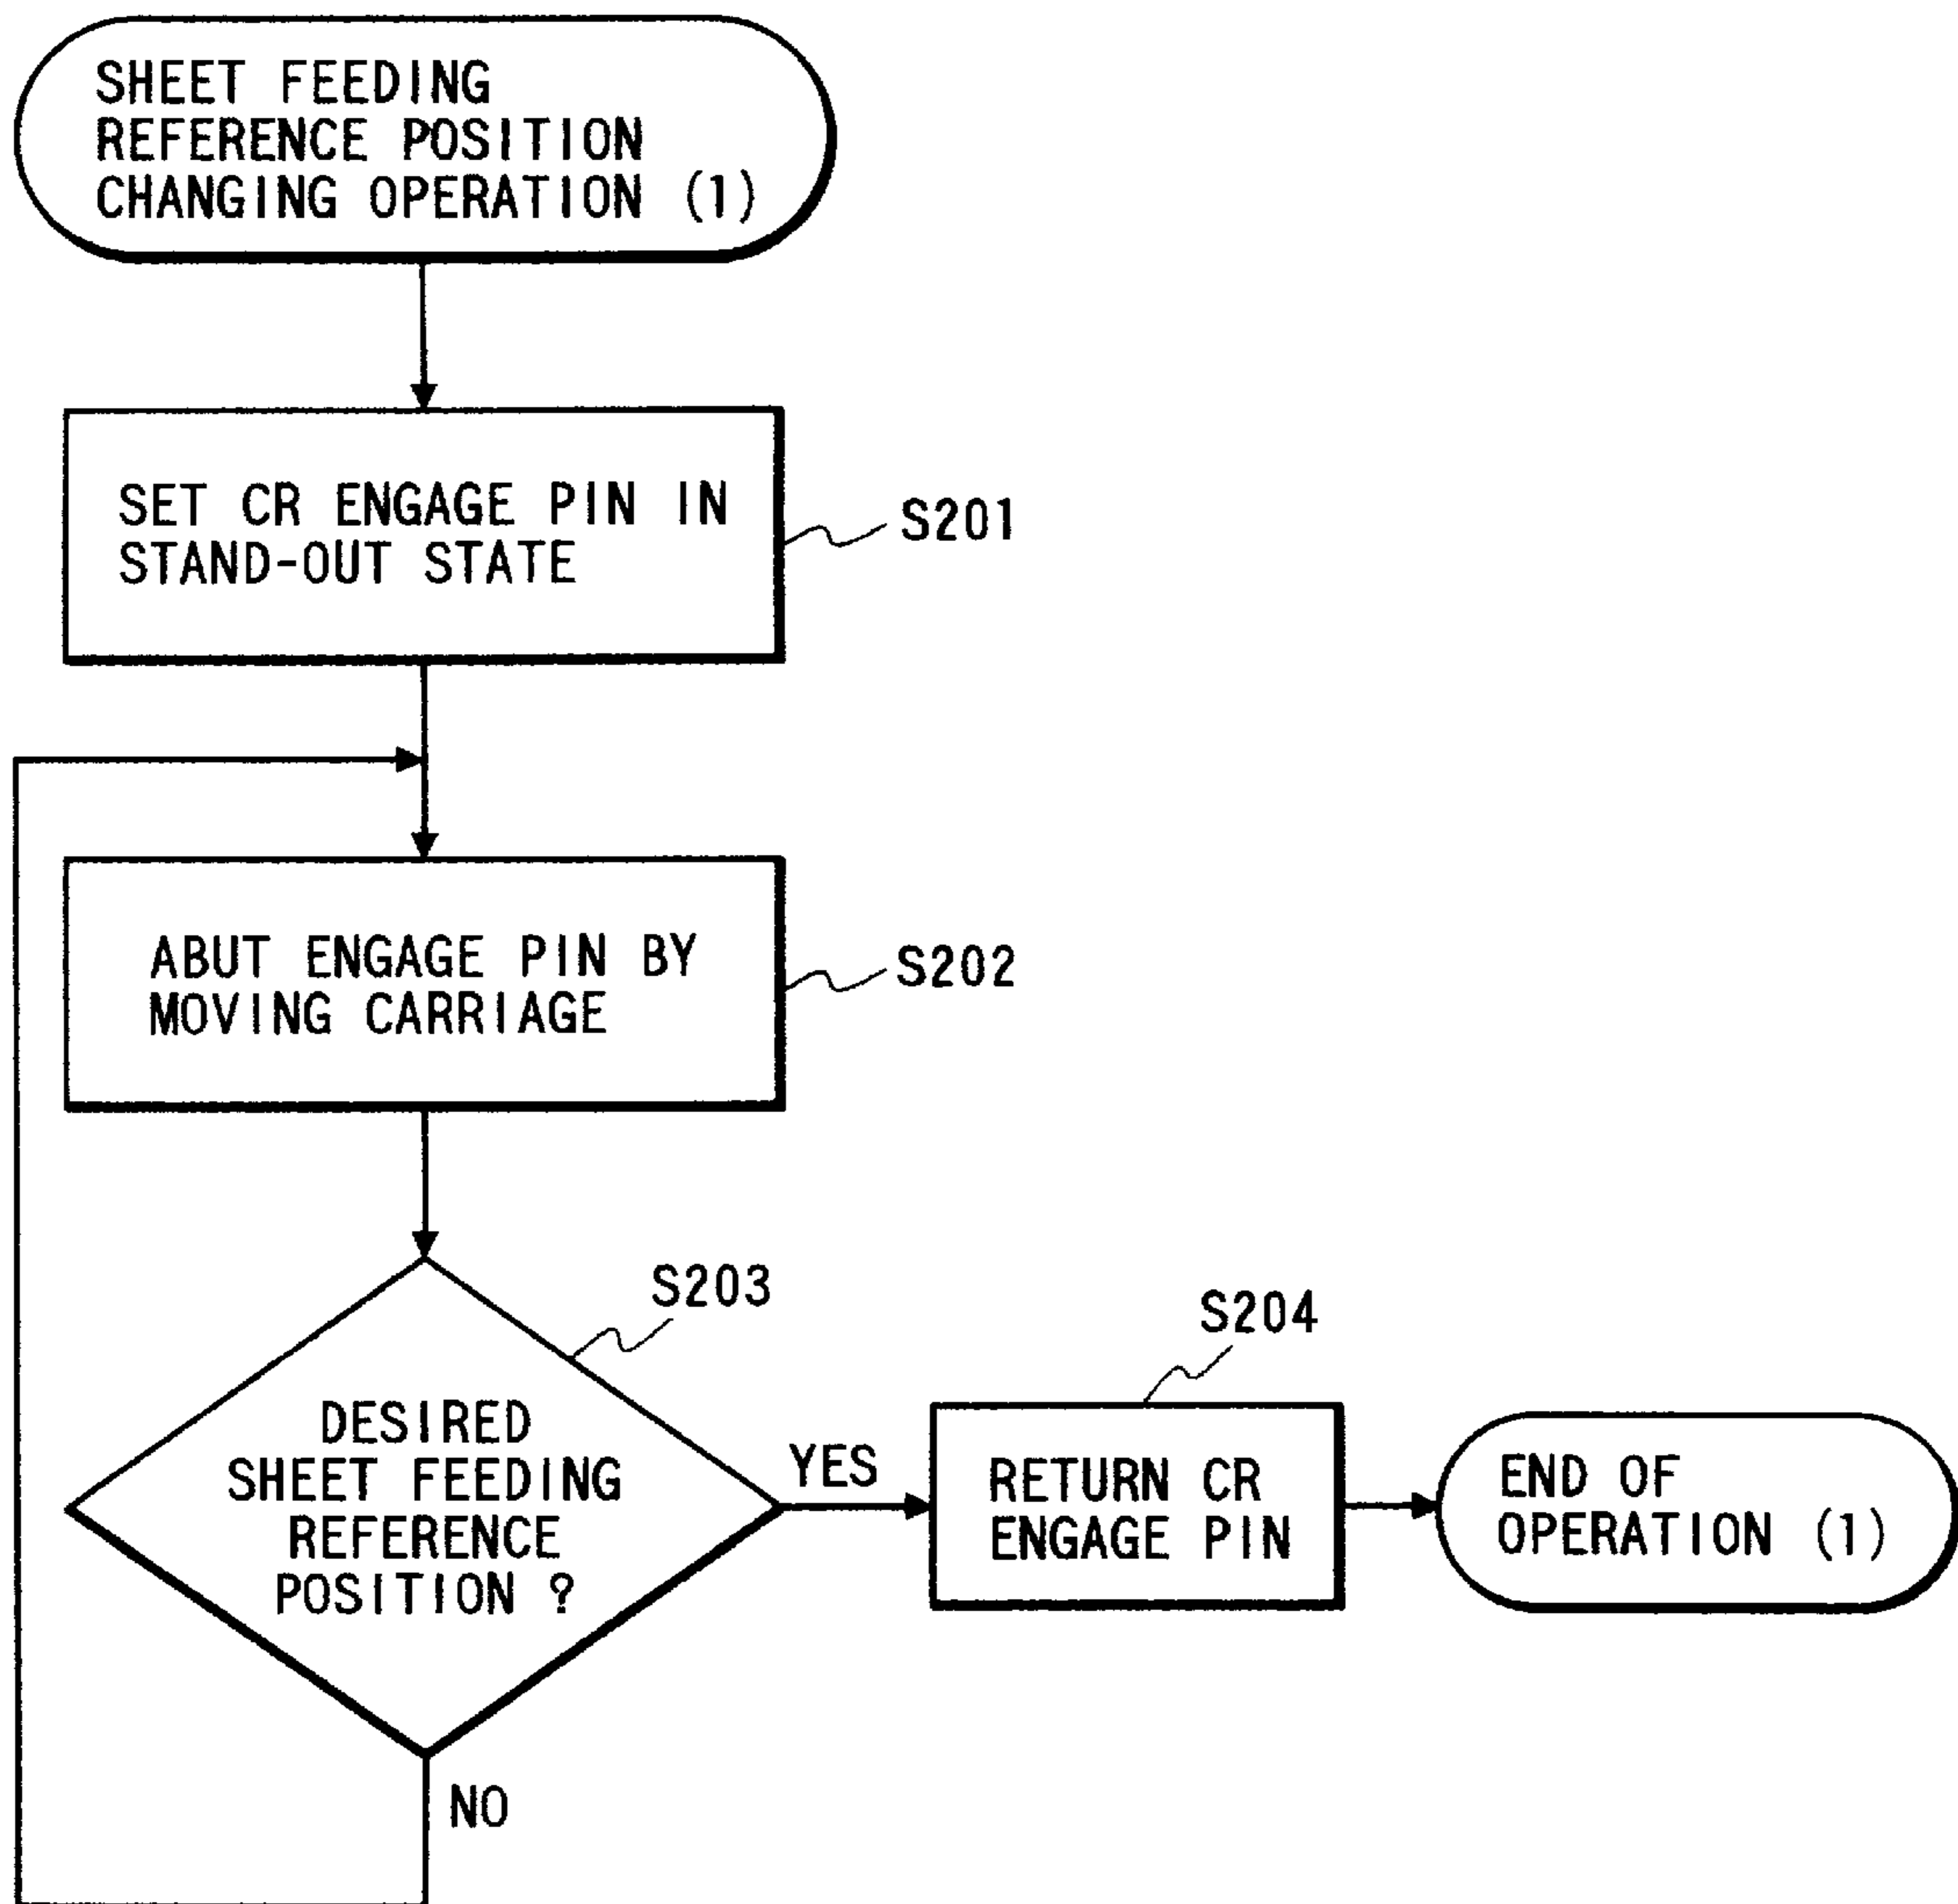 SHEET FEEDING
REFERENCE POSITION
CHANGING OPERATION (1)
SET CR ENGAGE PIN IN
STAND-OUT STATE
S201
ABUT ENGAGE PIN BY
MOVING CARRIAGE
S202
S203
DESIRED
SHEET FEEDING
REFERENCE
POSITION ?
YES
NO
S204
RETURN CR
ENGAGE PIN
END OF
OPERATION (1)